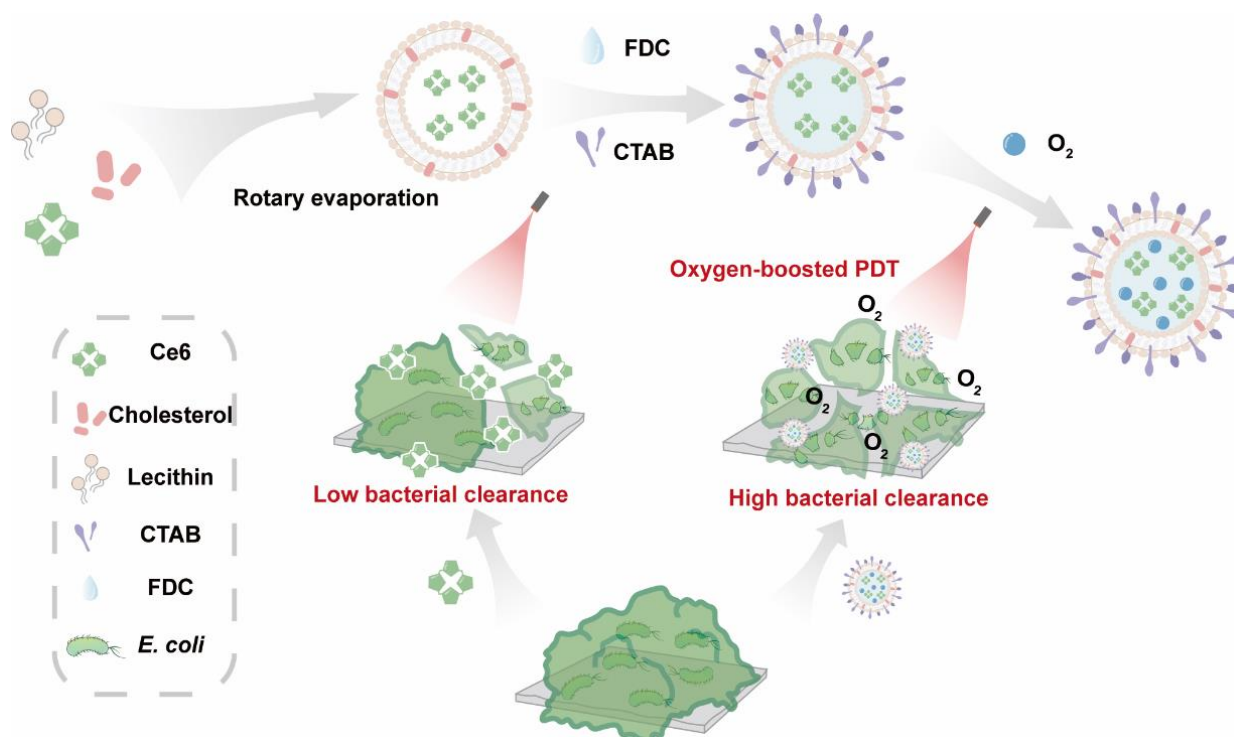 FDC
CTAB
O₂
Rotary evaporation
Oxygen-boosted PDT
O₂
O₂
O₂
O₂
Low bacterial clearance
High bacterial clearance
Ce6
Cholesterol
Lecithin
CTAB
FDC
E. coli